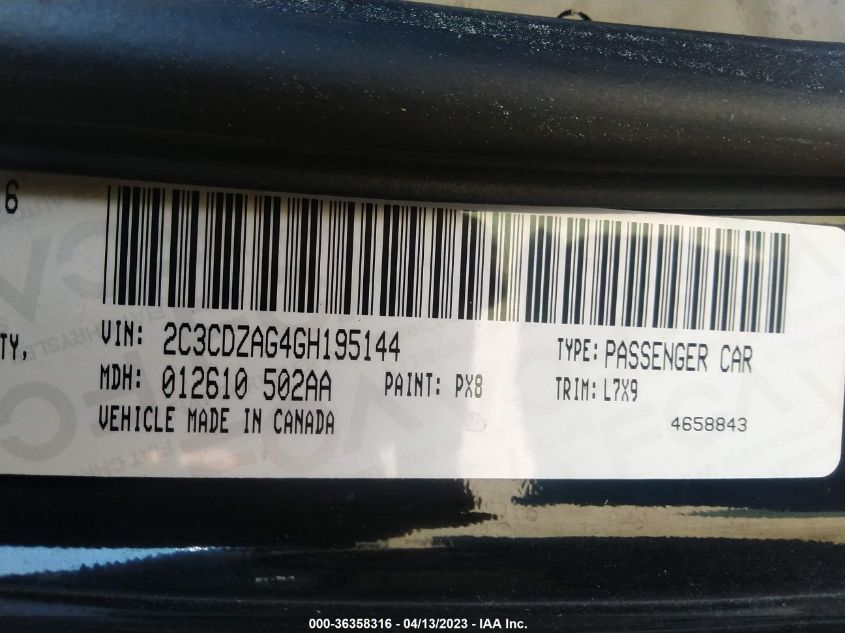 6
TY,
VIN: 2C3CDZAG4GH195144
TYPE: PASSENGER CAR
MDH: 012610 502AA
PAINT: PX8
TRIM: L7X9
VEHICLE MADE IN CANADA
4658843
000-36358316 - 04/13/2023 - IAA Inc.